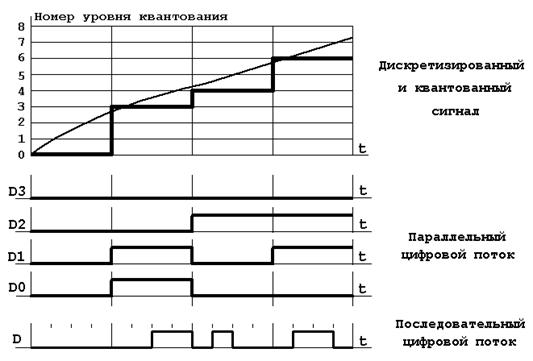 Номер уровня квантования
8
7
6
5
4
3
2
1
0
t
Дискретизированный
и квантованный
сигнал
D3
t
D2
t
D1
t
D0
t
Параллельный
цифровой поток
D
t
Последовательный
цифровой поток